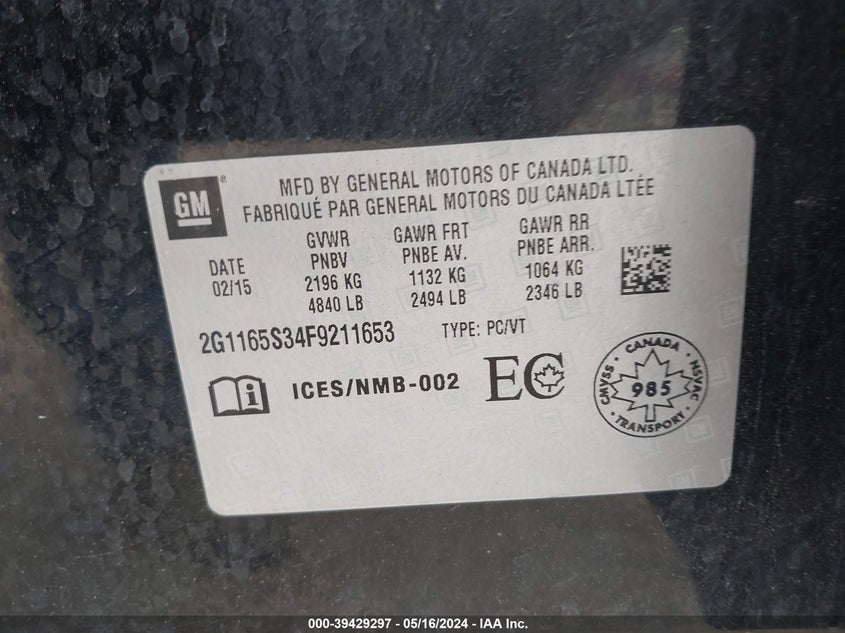 GM®
MFD BY GENERAL MOTORS OF CANADA LTD.
FABRIQUÉ PAR GENERAL MOTORS DU CANADA LTÉE
GVWR GAWR FRT GAWR RR
DATE PNBV PNBE AV. PNBE ARR.
02/15 2196 KG 1132 KG 1064 KG
4840 LB 2494 LB 2346 LB
2G1165S34F9211653 TYPE: PC/VT
i ICES/NMB-002 EC
CANADA
CMVSS 985 NSVAC
TRANSPORT
000-39429297 - 05/16/2024 - IAA Inc.